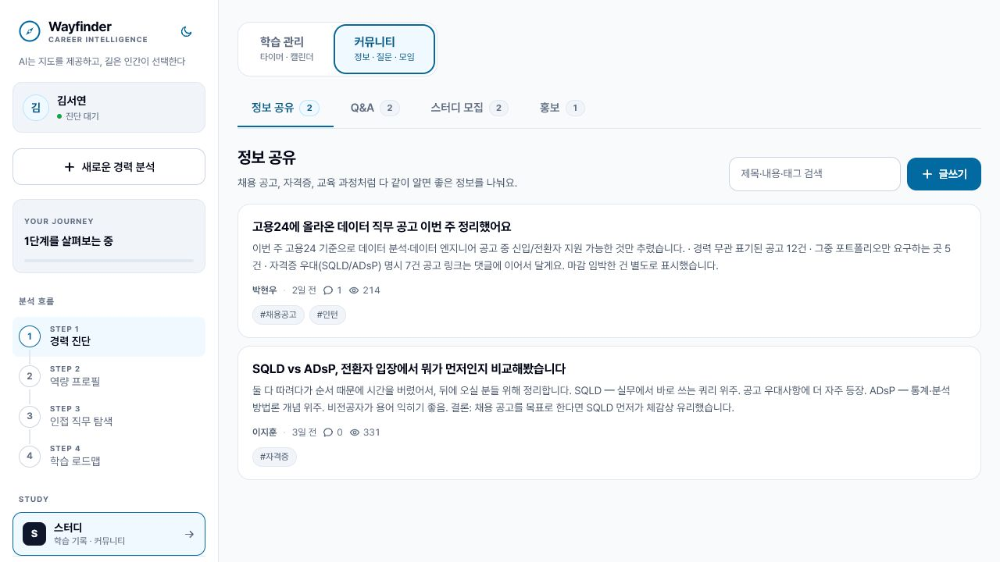 Wayfinder
CAREER INTELLIGENCE
AI는 지도를 제공하고, 길은 인간이 선택한다
김
김서연
진단 대기
새로운 경력 분석
YOUR JOURNEY
1단계를 살펴보는 중
분석 흐름
1
STEP 1
경력 진단
2
STEP 2
역량 프로필
3
STEP 3
인접 직무 탐색
4
STEP 4
학습 로드맵
STUDY
S
스터디
학습 기록 · 커뮤니티
학습 관리
타이머 · 캘린더
커뮤니티
정보 · 질문 · 모임
정보 공유 2
Q&A 2
스터디 모집 2
홍보 1
정보 공유
채용 공고, 자격증, 교육 과정처럼 다 같이 알면 좋은 정보를 나눠요.
제목·내용·태그 검색
글쓰기
고용24에 올라온 데이터 직무 공고 이번 주 정리했어요
이번 주 고용24 기준으로 데이터 분석·데이터 엔지니어 공고 중 신입/전환자 지원 가능한 것만 추렸습니다. · 경력 무관 표기된 공고 12건 · 그중 포트폴리오만 요구하는 곳 5
건 · 자격증 우대(SQLD/ADsP) 명시 7건 공고 링크는 댓글에 이어서 달게요. 마감 임박한 건 별도로 표시했습니다.
박현우 · 2일 전 1 214
#채용공고 #인턴
SQLD vs ADsP, 전환자 입장에서 뭐가 먼저인지 비교해봤습니다
둘 다 따려다가 순서 때문에 시간을 버렸어서, 뒤에 오실 분들 위해 정리합니다. SQLD — 실무에서 바로 쓰는 쿼리 위주. 공고 우대사항에 더 자주 등장. ADsP — 통계·분석
방법론 개념 위주. 비전공자가 용어 익히기 좋음. 결론: 채용 공고를 목표로 한다면 SQLD 먼저가 체감상 유리했습니다.
이지훈 · 3일 전 0 331
#자격증